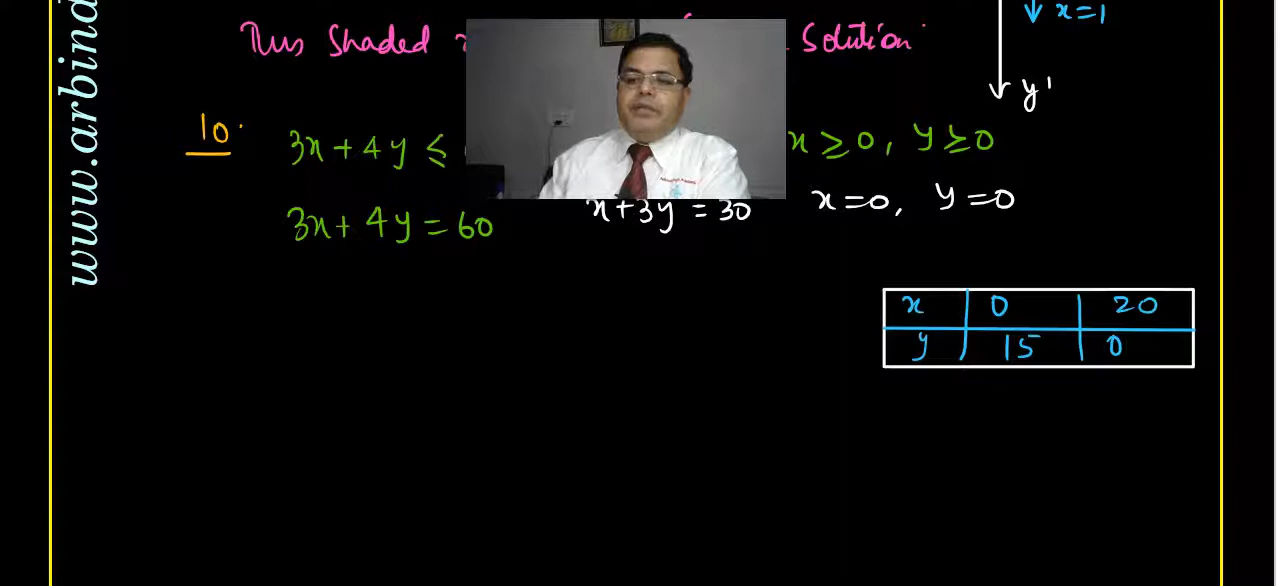 www.arbind
x=1
Thus Shaded Solution
y'
10.
3x + 4y ≤ x ≥ 0, y ≥ 0
3x + 4y = 60 x + 3y = 30 x = 0, y = 0
x 0 20
y 15 0